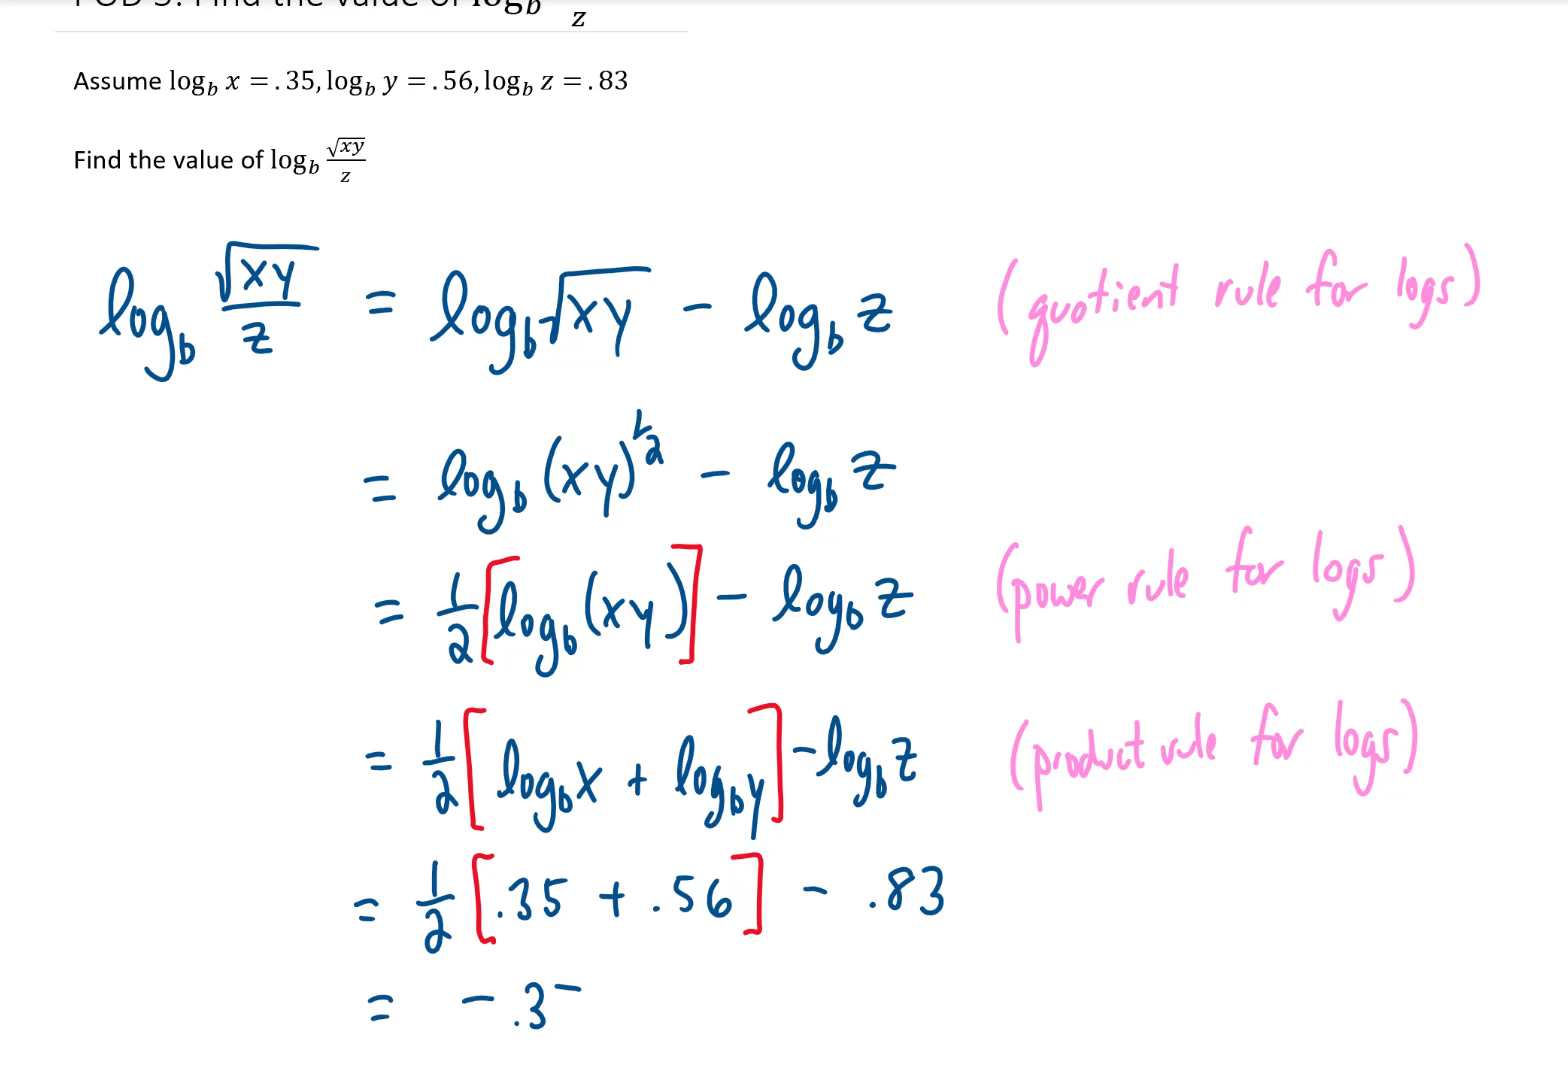 Assume log_b x = .35, log_b y = .56, log_b z = .83
Find the value of log_b √(xy)/z
log_b √(xy)/z = log_b √(xy) - log_b z (quotient rule for logs)
= log_b (xy)^(1/2) - log_b z
= 1/2 [log_b (xy)] - log_b z (power rule for logs)
= 1/2 [log_b x + log_b y] - log_b z (product rule for logs)
= 1/2 [.35 + .56] - .83
= - .3